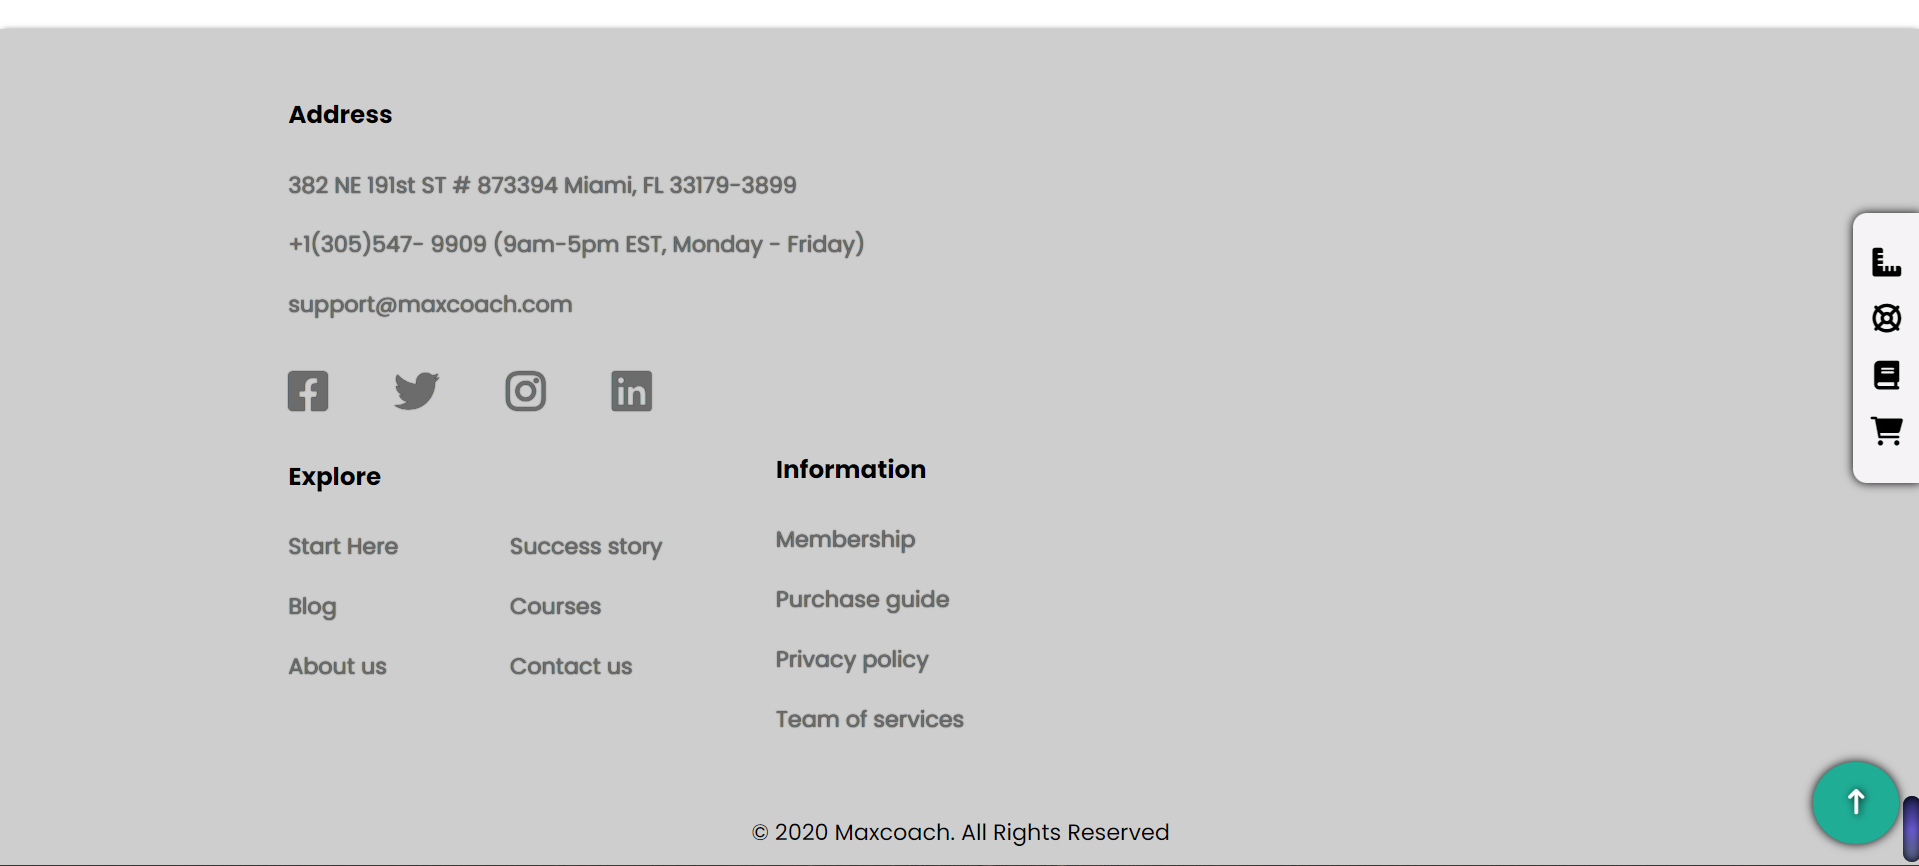 Address
382 NE 191st ST # 873394 Miami, FL 33179-3899
+1(305)547- 9909 (9am-5pm EST, Monday - Friday)
support@maxcoach.com
Explore
Start Here
Success story
Blog
Courses
About us
Contact us
Information
Membership
Purchase guide
Privacy policy
Team of services
© 2020 Maxcoach. All Rights Reserved